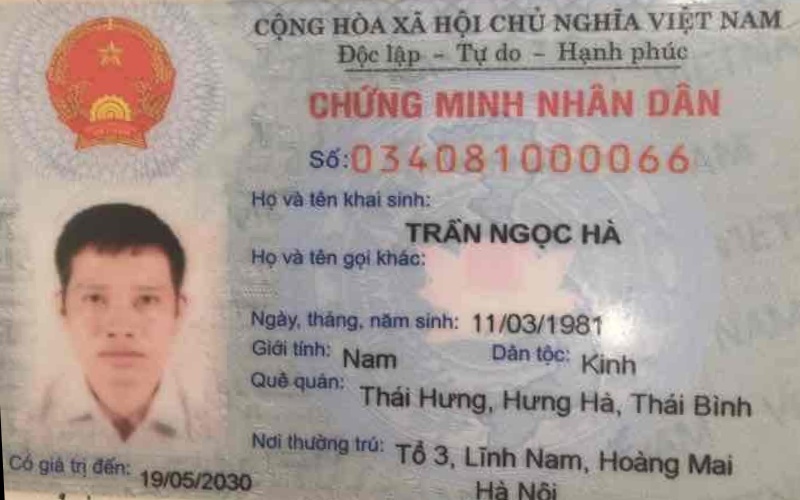 CỘNG HÒA XÃ HỘI CHỦ NGHĨA VIỆT NAM
Độc lập - Tự do - Hạnh phúc
CHỨNG MINH NHÂN DÂN
Số: 034081000066
Họ và tên khai sinh:
TRẦN NGỌC HÀ
Họ và tên gọi khác:
Ngày, tháng, năm sinh: 11/03/1981
Giới tính: Nam Dân tộc: Kinh
Quê quán: Thái Hưng, Hưng Hà, Thái Bình
Nơi thường trú: Tổ 3, Lĩnh Nam, Hoàng Mai
Hà Nội
Có giá trị đến: 19/05/2030